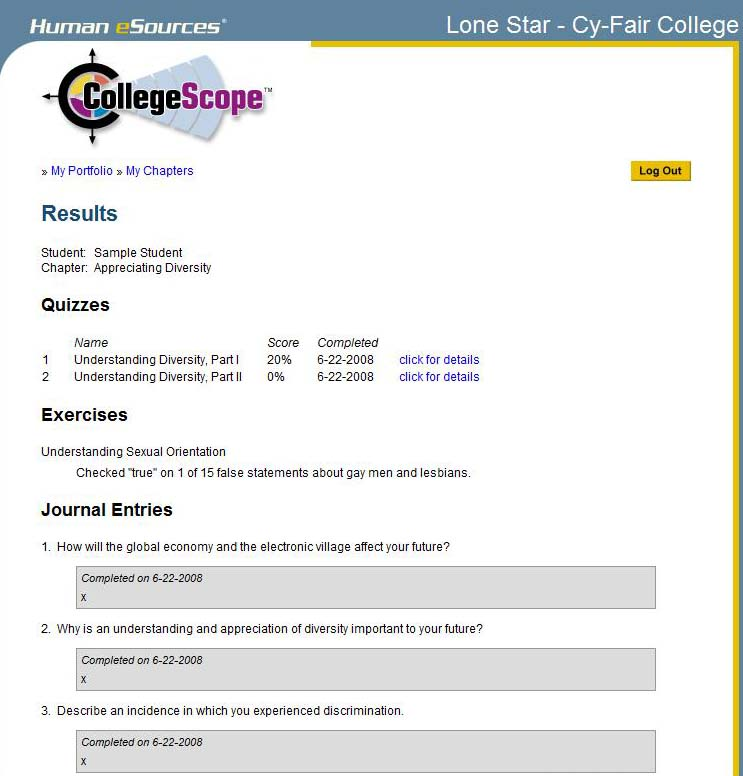 Human eSources®
Lone Star - Cy-Fair College
CollegeScope™
» My Portfolio » My Chapters
Log Out
Results
Student: Sample Student
Chapter: Appreciating Diversity
Quizzes
Name Score Completed
1 Understanding Diversity, Part I 20% 6-22-2008 click for details
2 Understanding Diversity, Part II 0% 6-22-2008 click for details
Exercises
Understanding Sexual Orientation
Checked "true" on 1 of 15 false statements about gay men and lesbians.
Journal Entries
1. How will the global economy and the electronic village affect your future?
Completed on 6-22-2008
x
2. Why is an understanding and appreciation of diversity important to your future?
Completed on 6-22-2008
x
3. Describe an incidence in which you experienced discrimination.
Completed on 6-22-2008
x